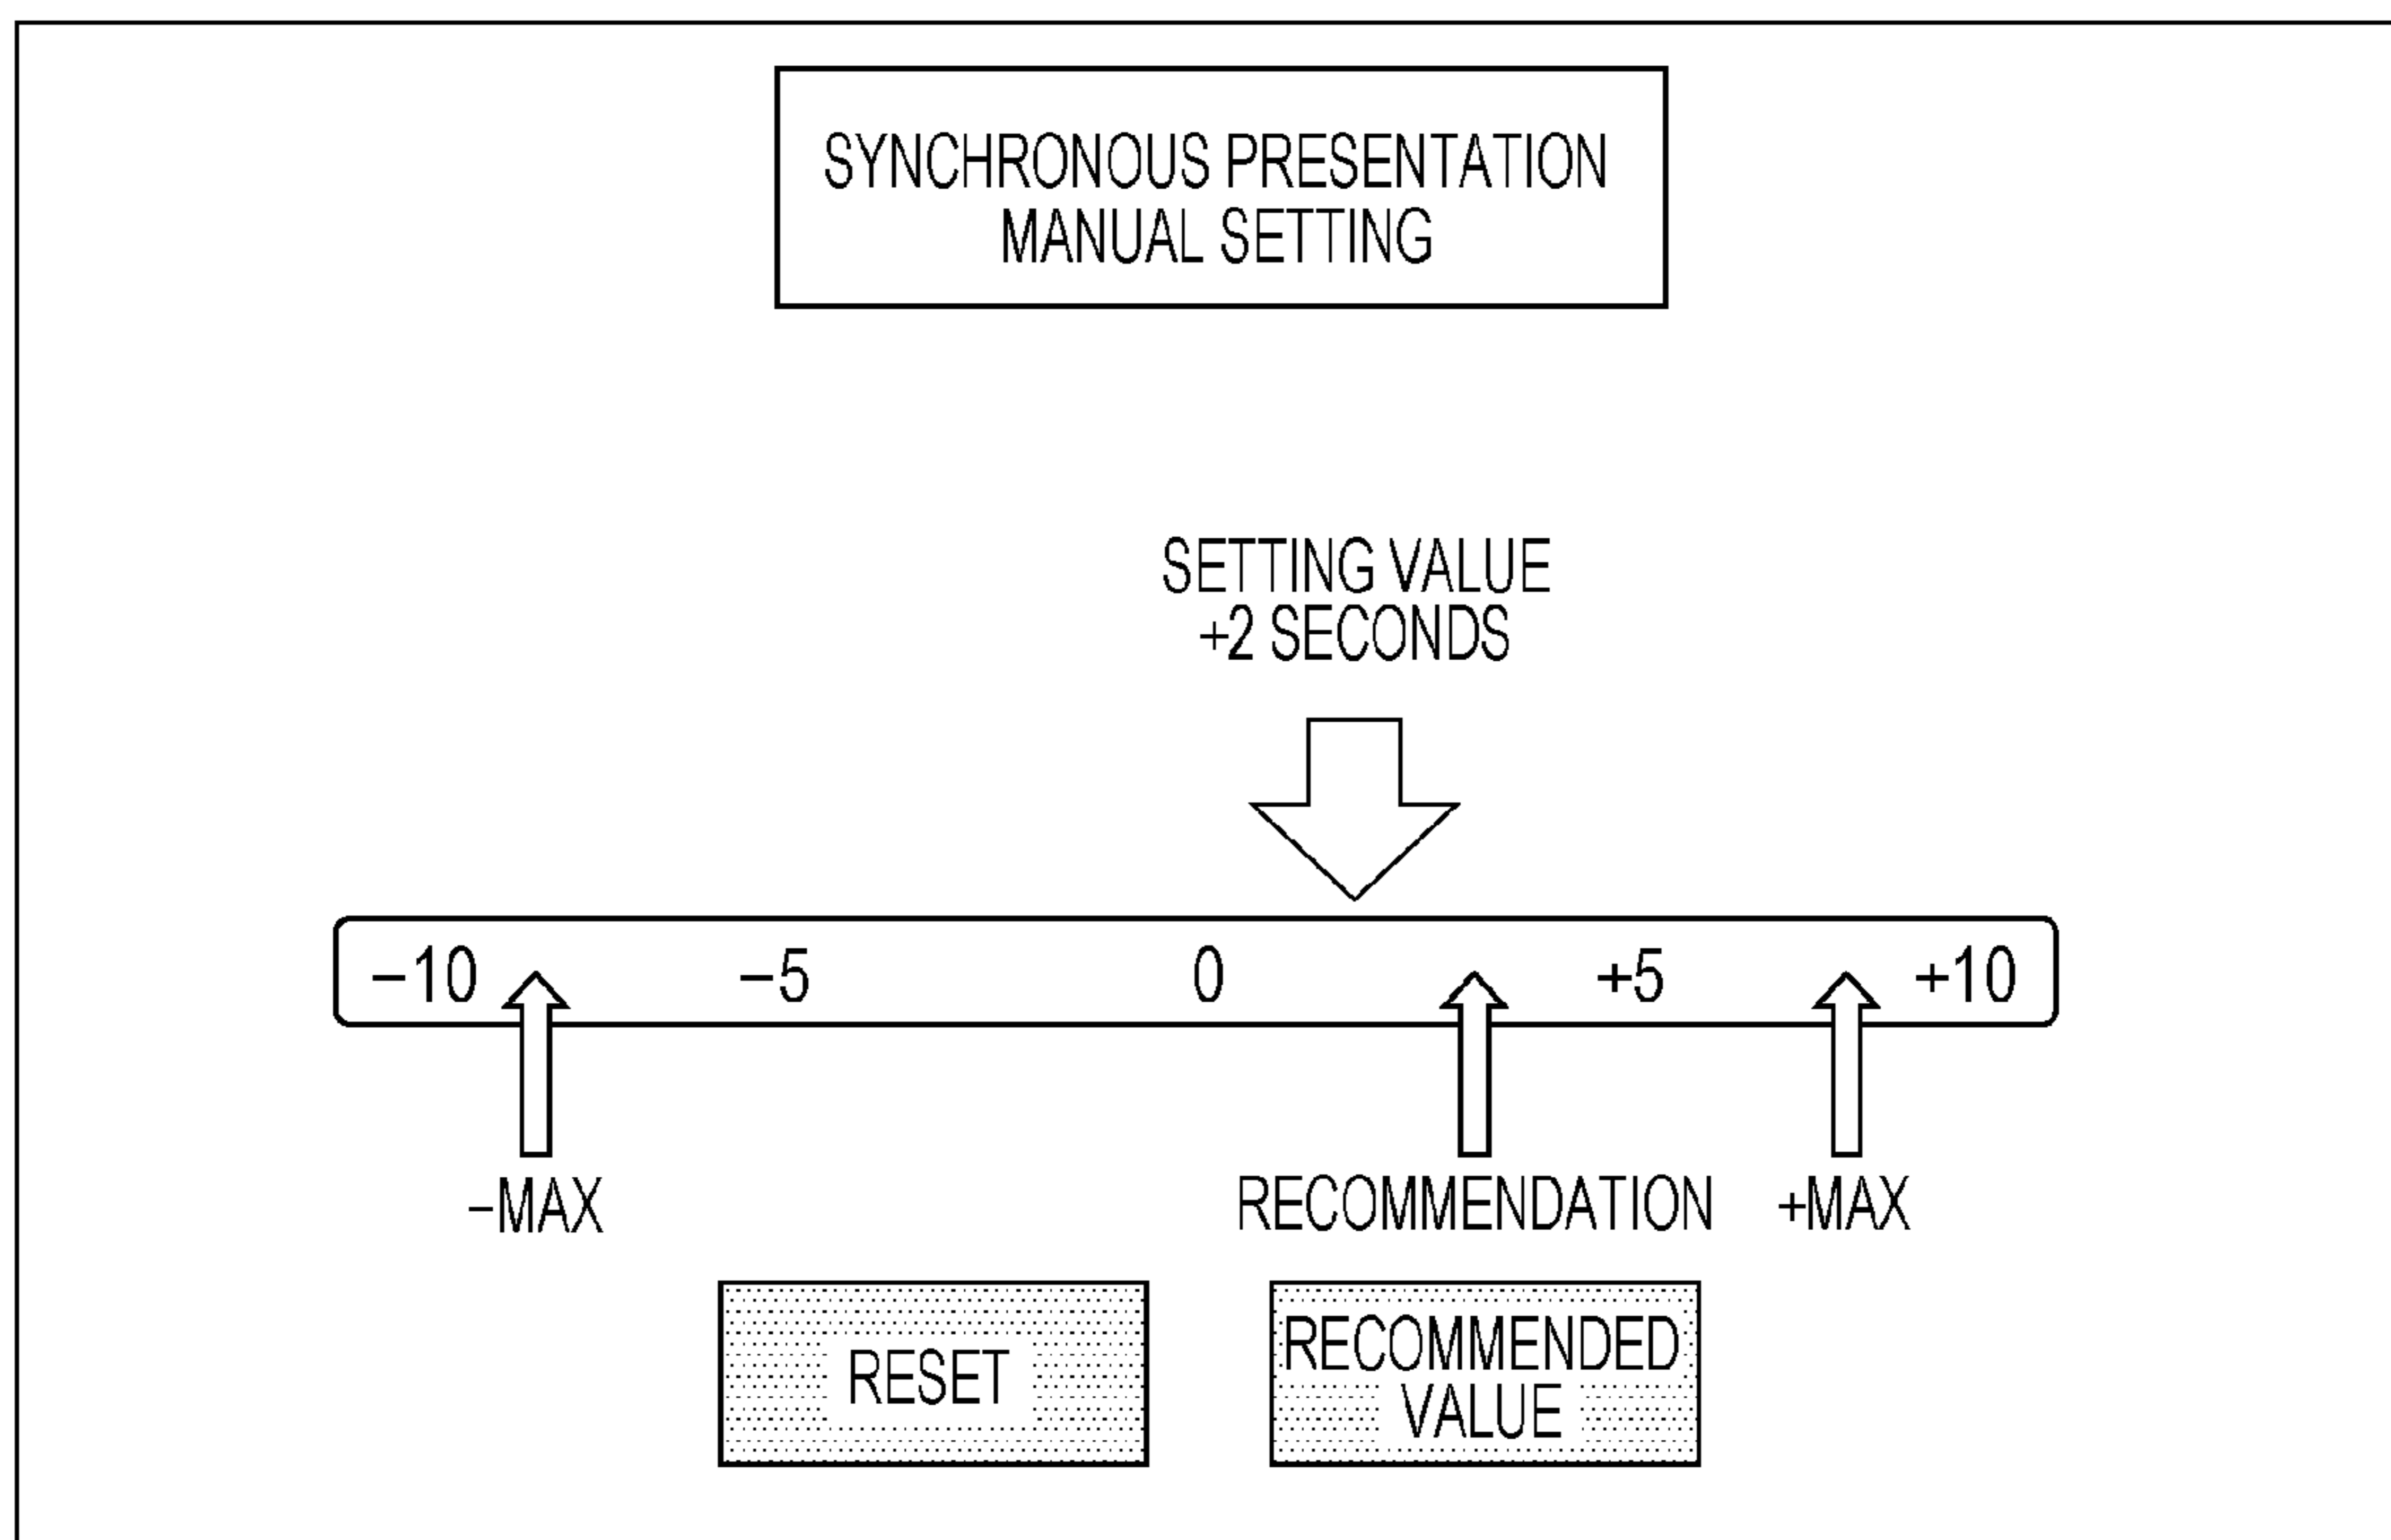 SYNCHRONOUS PRESENTATION
MANUAL SETTING
SETTING VALUE
+2 SECONDS
−10 −5 0 +5 +10
−MAX RECOMMENDATION +MAX
RESET
RECOMMENDED
VALUE